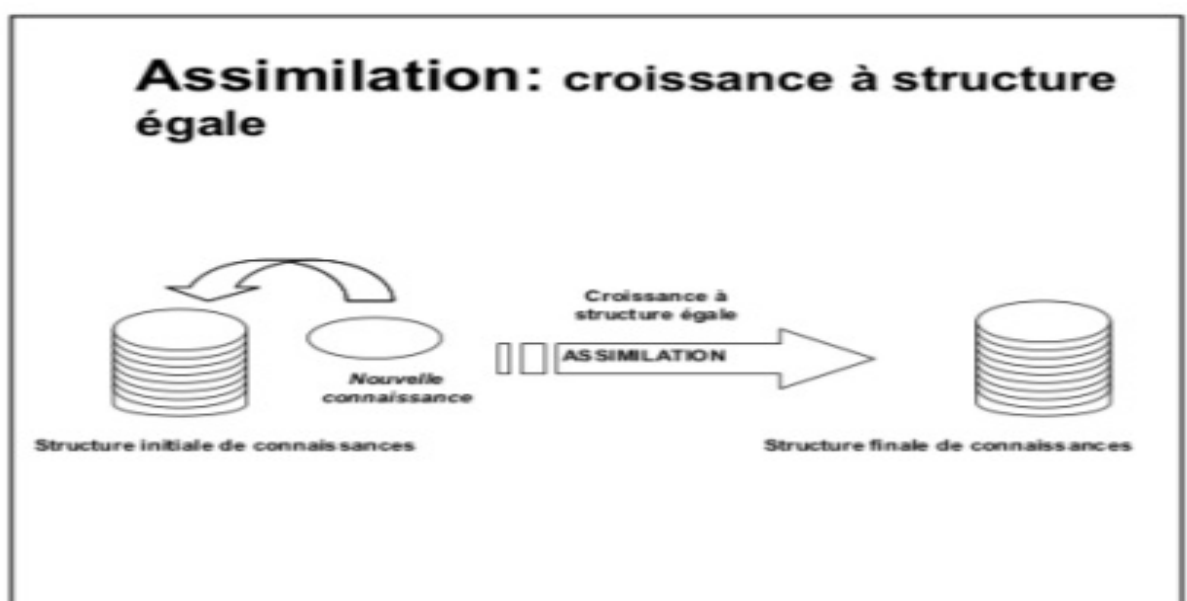 Assimilation: croissance à structure
égale
Croissance à
structure égale
ASSIMILATION
Nouvelle
connaissance
Structure initiale de connaissances
Structure finale de connaissances